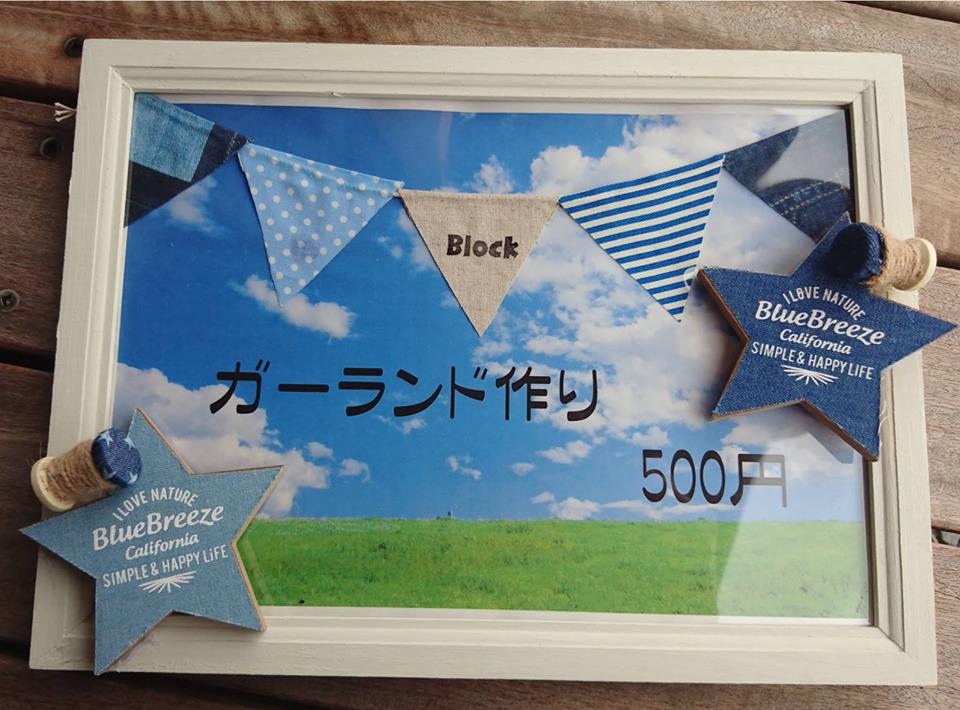 Block
ガーランド作り
500円
I LOVE NATURE
BlueBreeze
California
SIMPLE & HAPPY LIFE
I LOVE NATURE
BlueBreeze
California
SIMPLE & HAPPY LiFE